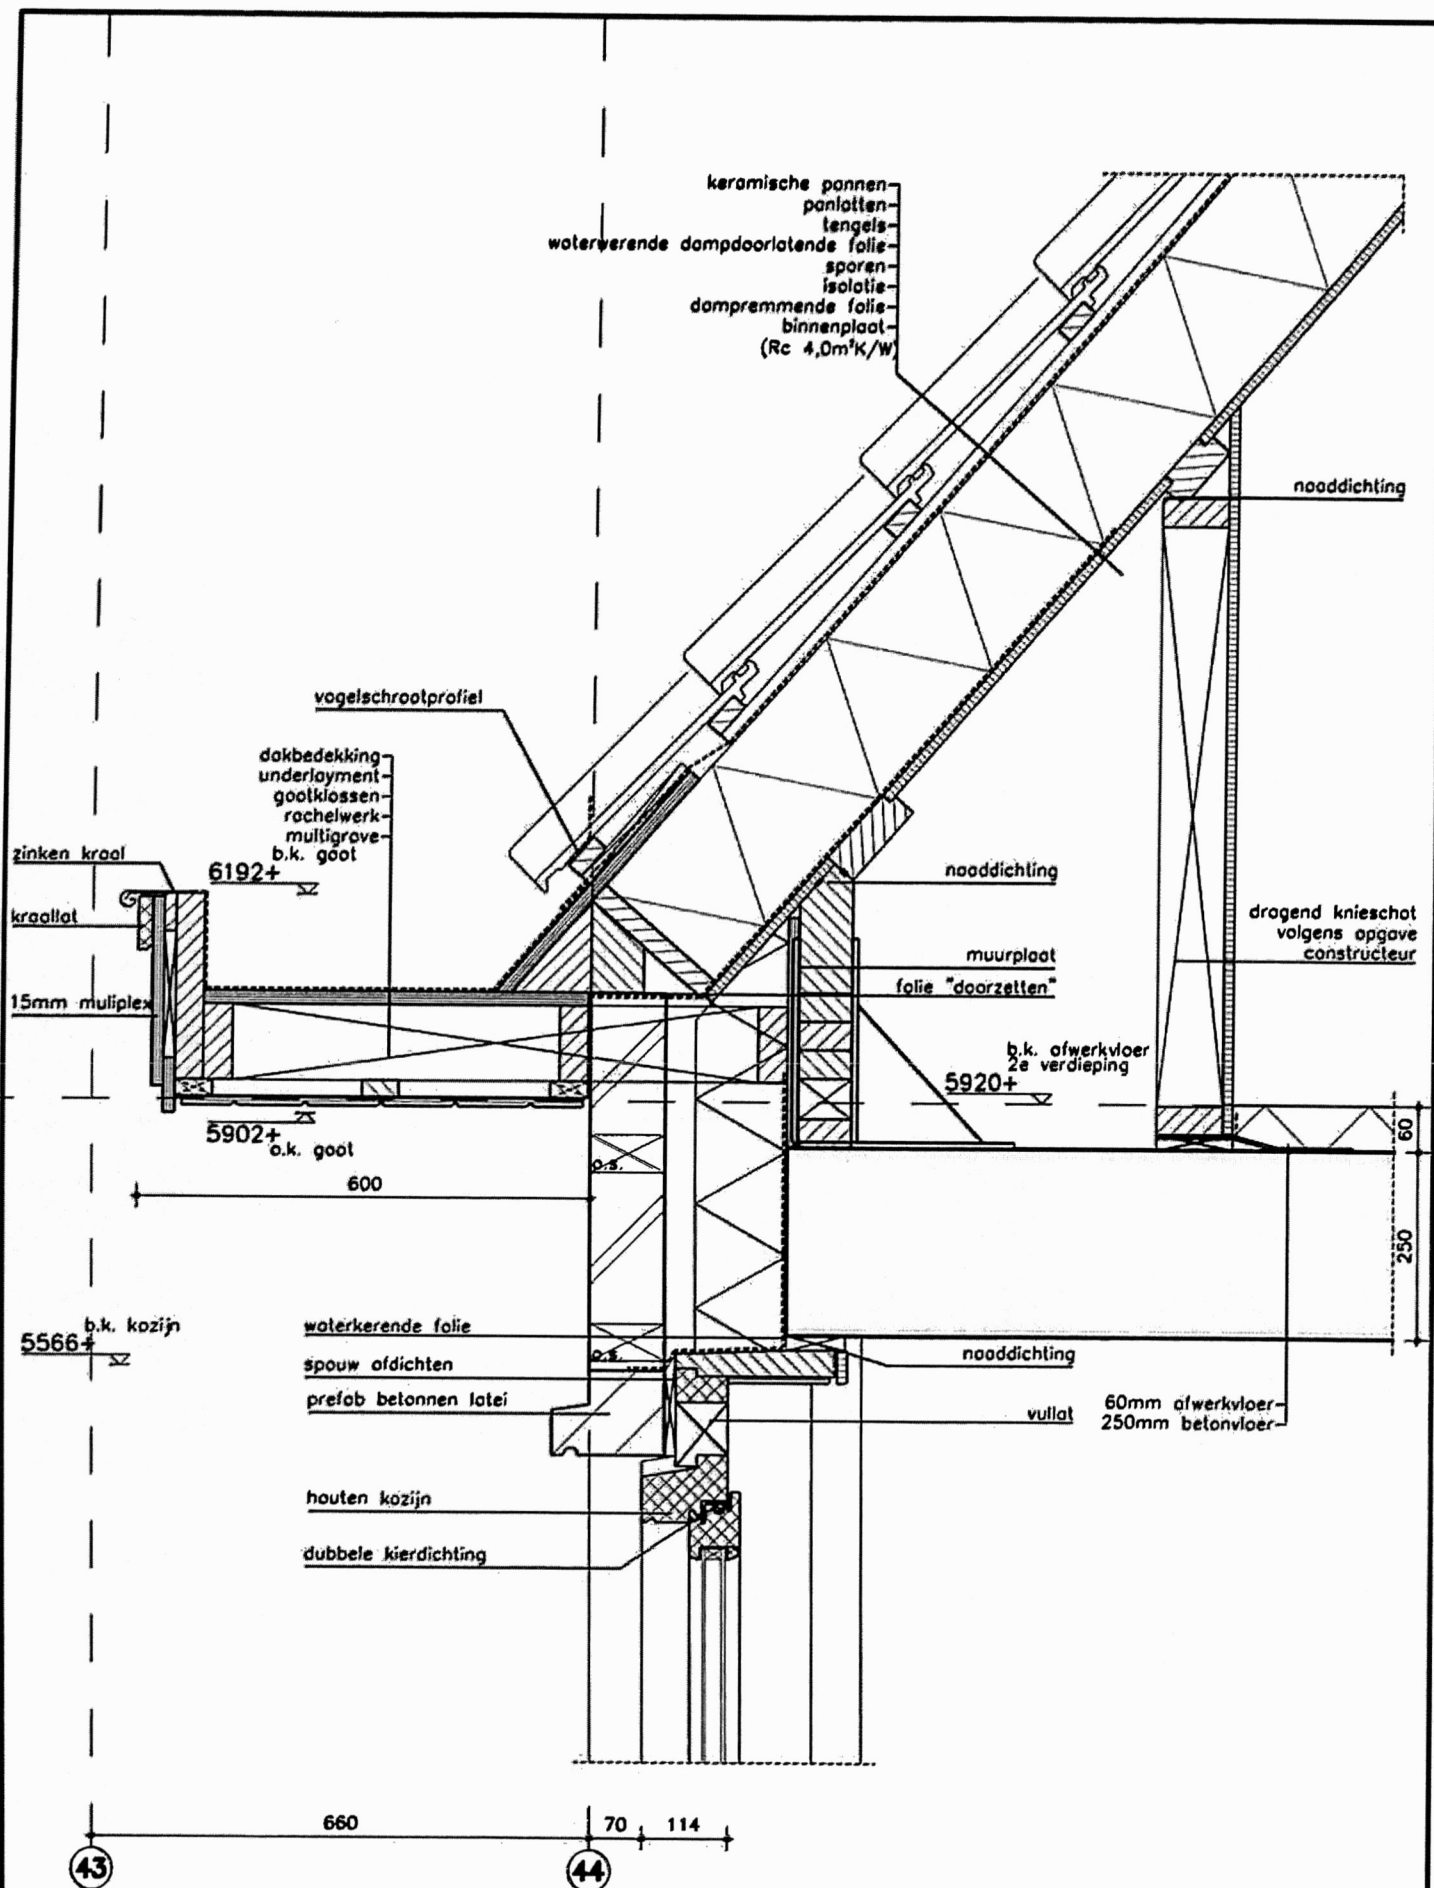 keramische pannen
panlatten
tengels
waterwerende dampdoorlatende folie
sporen
isolatie
dampremmende folie
binnenplaat
(Rc 4,0m²K/W)
naaddichting
vogelschrootprofiel
dakbedekking
underlayment
gootklossen
rachelwerk
multigrove
b.k. goot
6192+
zinken kraal
kraallat
15mm muliplex
naaddichting
muurplaat
folie "doorzetten"
dragend knieschot
volgens opgave
constructeur
b.k. afwerkvloer
2e verdieping
5920+
5902+
o.k. goot
60
600
o.s.
250
b.k. kozijn
5566+
waterkerende folie
o.s.
spouw afdichten
naaddichting
prefab betonnen latei
vullat
60mm afwerkvloer
250mm betonvloer
houten kozijn
dubbele kierdichting
660
70
114
43
44